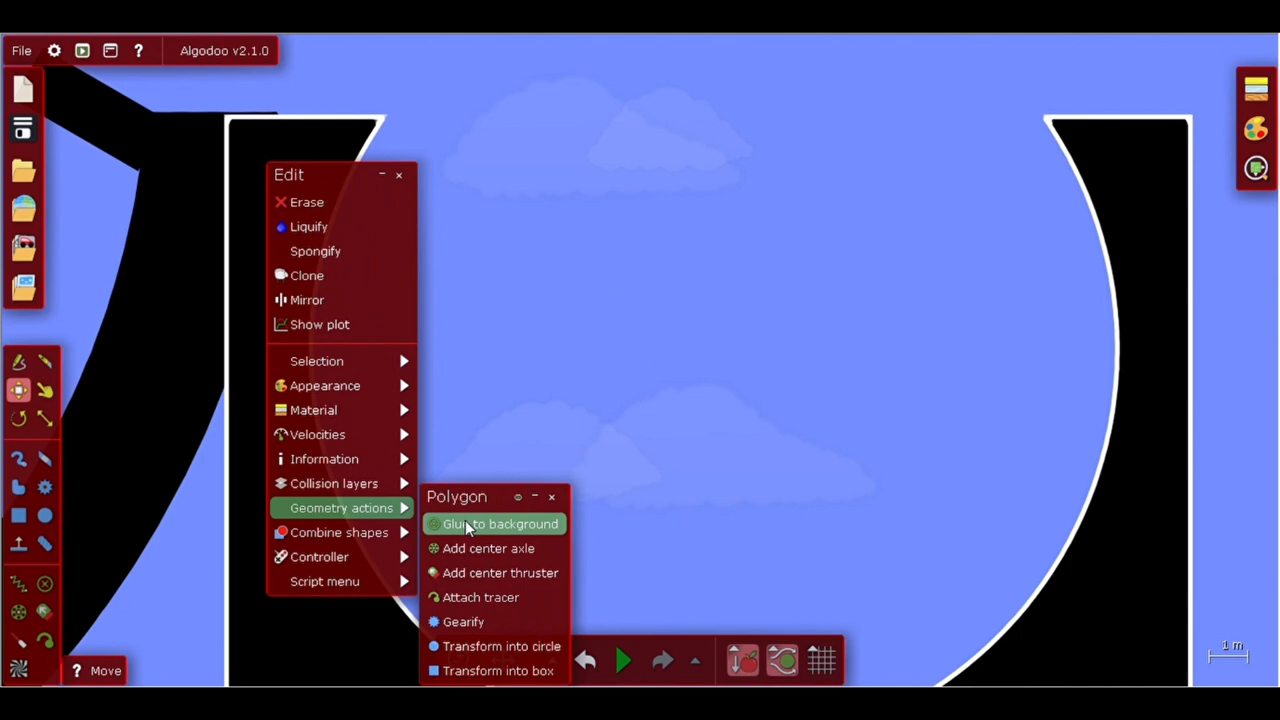 File
Algodoo v2.1.0
Edit
Erase
Liquify
Spongify
Clone
Mirror
Show plot
Selection
Appearance
Material
Velocities
Information
Collision layers
Geometry actions
Combine shapes
Controller
Script menu
Polygon
Glue to background
Add center axle
Add center thruster
Attach tracer
Gearify
Transform into circle
Transform into box
? Move
1 m